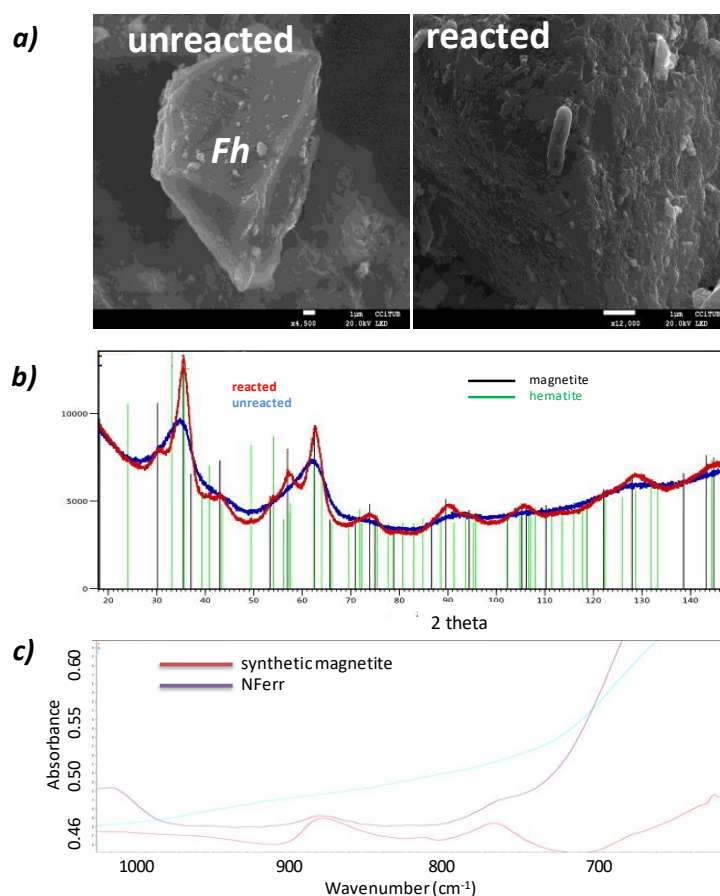 a)
unreacted
Fh
1µm CCiTUB
x4,500 20.0kV LED
reacted
1µm CCiTUB
x12,000 20.0kV LED
b)
reacted
unreacted
magnetite
hematite
10000
5000
0
20 30 40 50 60 70 80 90 100 110 120 130 140
2 theta
c)
synthetic magnetite
NFerr
Absorbance
0.60
0.55
0.50
0.46
1000 900 800 700
Wavenumber (cm⁻¹)